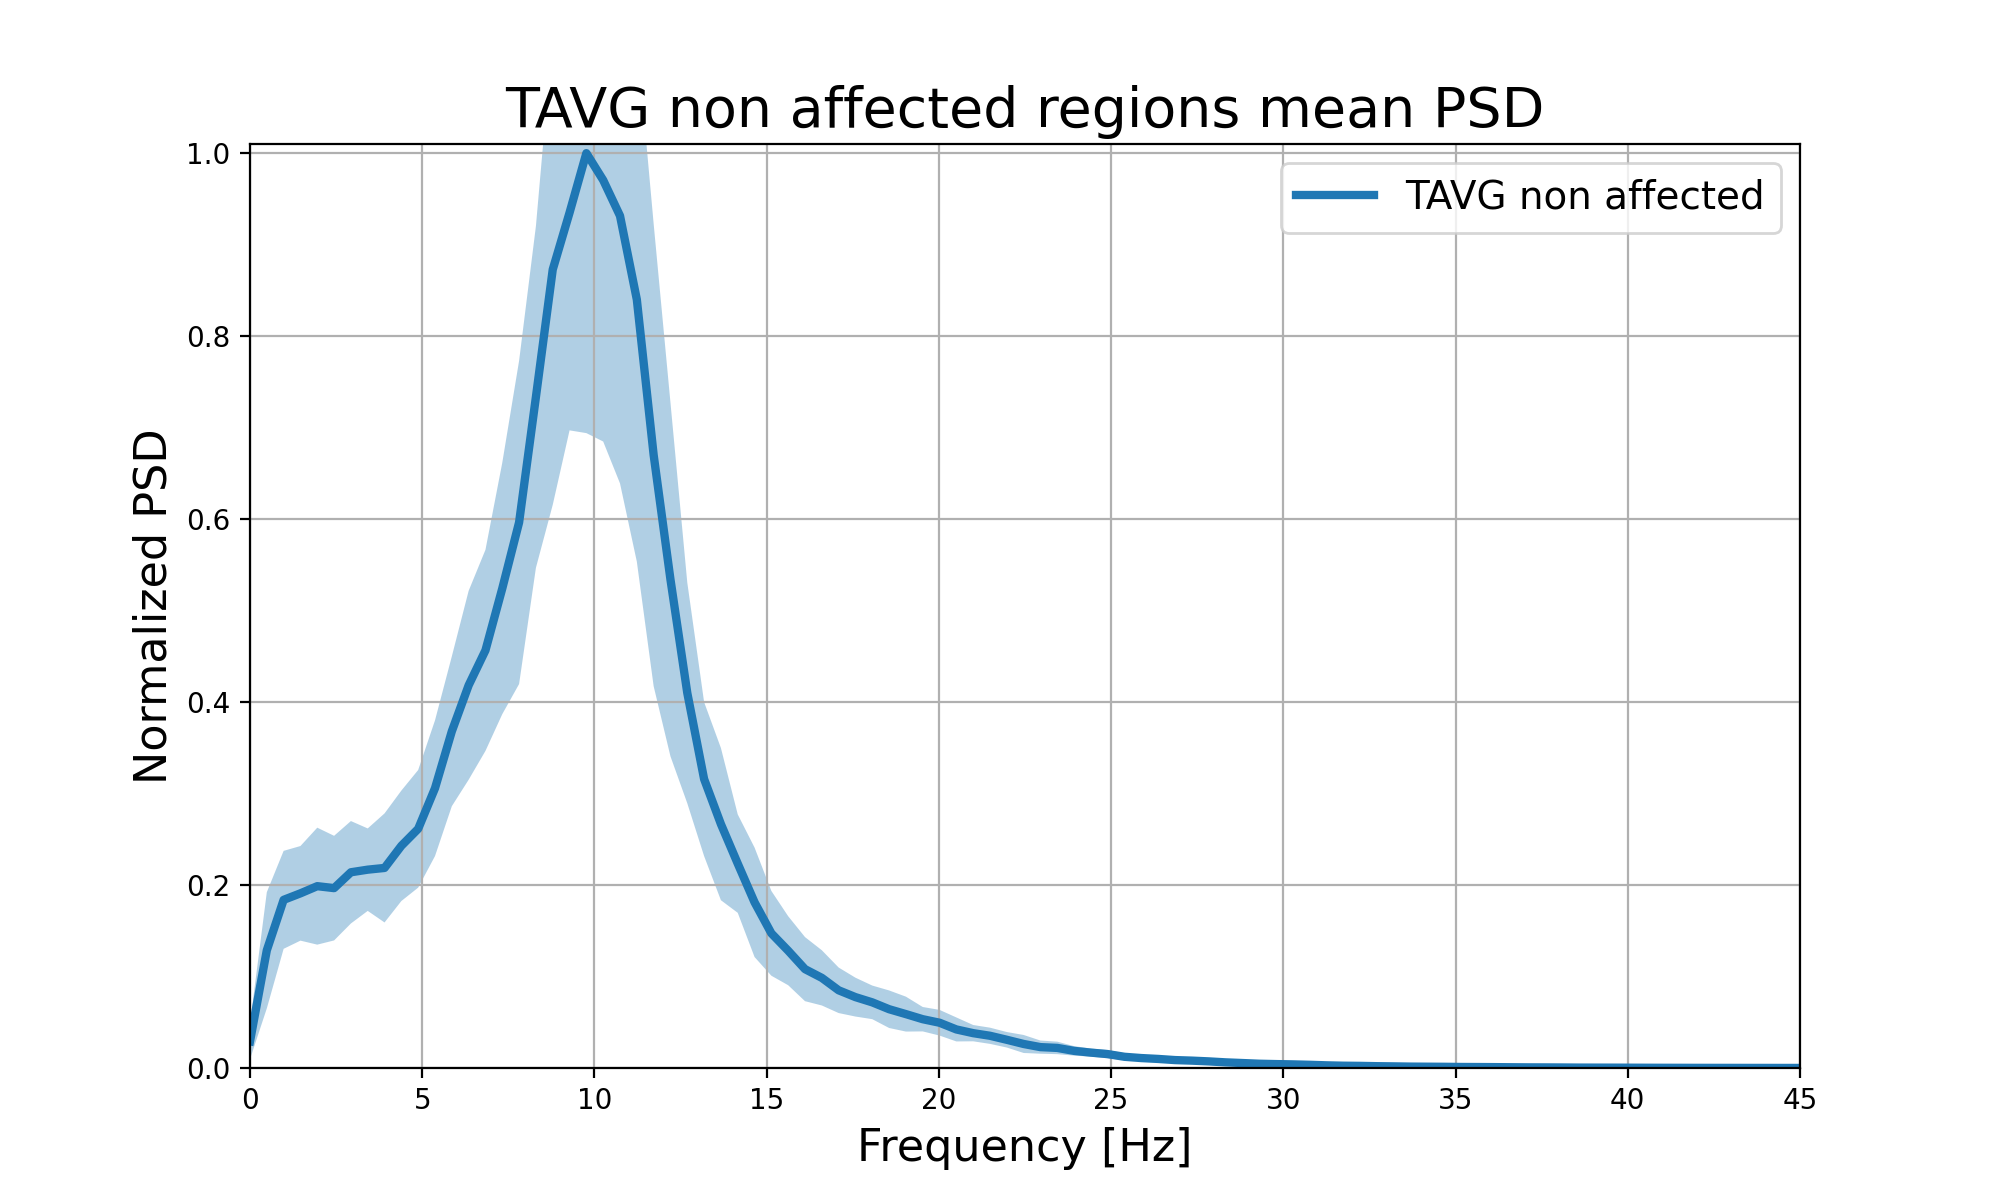 TAVG non affected regions mean PSD
TAVG non affected
Normalized PSD
1.0
0.8
0.6
0.4
0.2
0.0
0 5 10 15 20 25 30 35 40 45
Frequency [Hz]